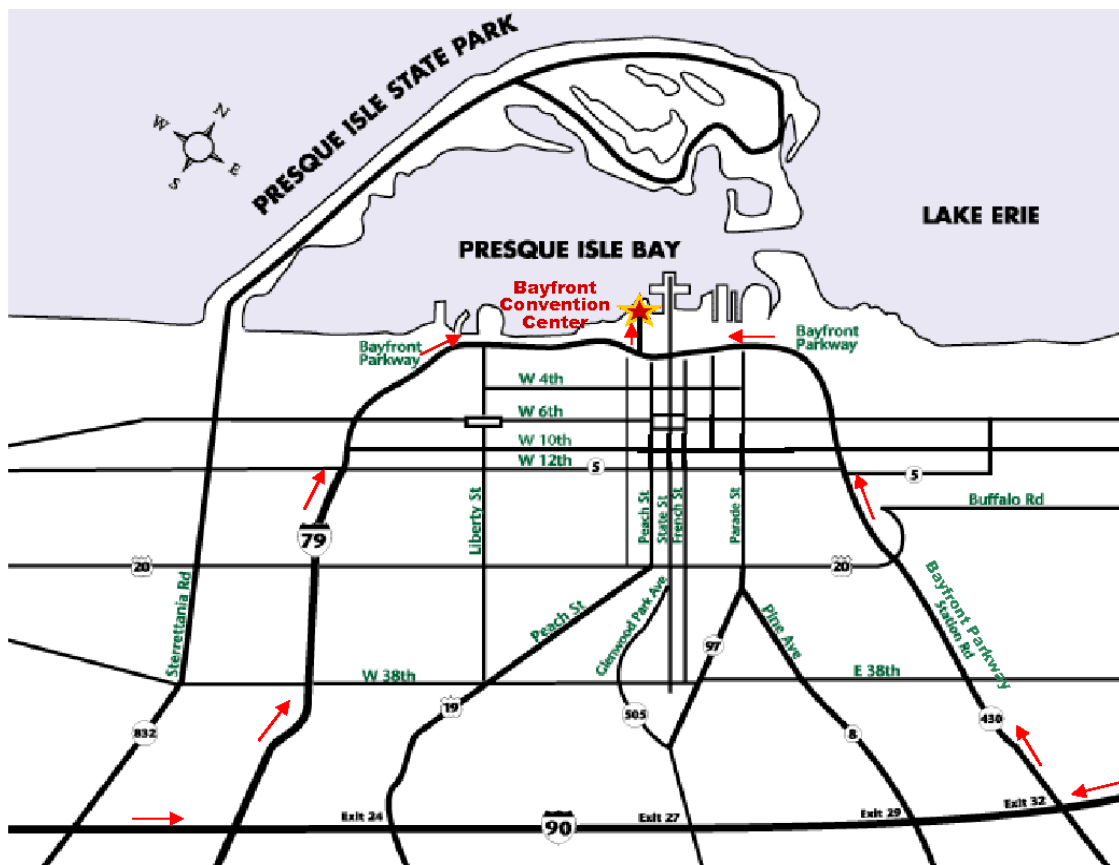 PRESQUE ISLE STATE PARK
N
W
E
S
LAKE ERIE
PRESQUE ISLE BAY
Bayfront
Convention
Center
Bayfront
Parkway
Bayfront
Parkway
W 4th
W 6th
W 10th
W 12th
5
5
Liberty St
Peach St
State St
French St
Parade St
Buffalo Rd
79
20
20
Sterrettania Rd
Peach St
Glenwood Park Ave
97
Pine Ave
Bayfront Parkway
Station Rd
W 38th
E 38th
832
19
505
8
430
Exit 24
90
Exit 27
Exit 29
Exit 32